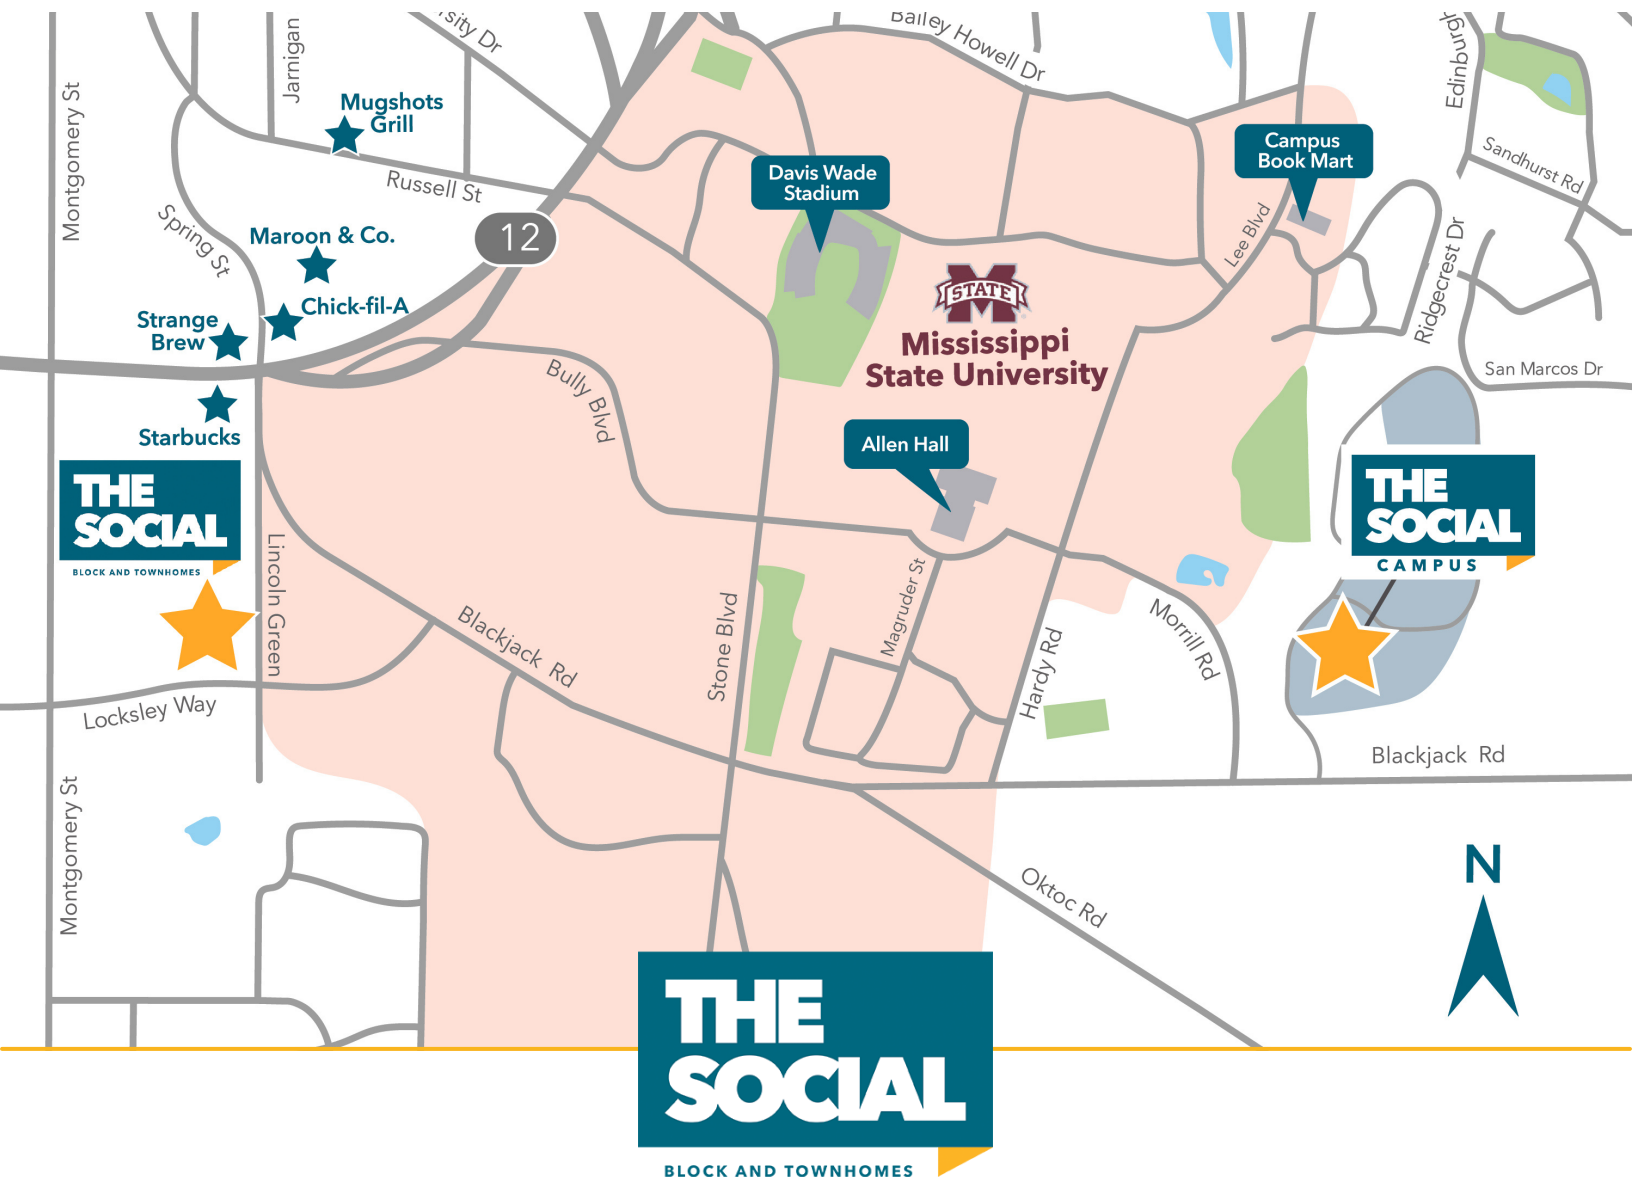 Bailey Howell Dr
Jarnigan
Edinburgh
Montgomery St
Mugshots
Grill
Campus
Book Mart
Sandhurst Rd
Russell St
Davis Wade
Stadium
Spring St
Maroon & Co.
12
Lee Blvd
Ridgecrest Dr
STATE
Chick-fil-A
Strange
Brew
Mississippi
State University
Bully Blvd
San Marcos Dr
Starbucks
Allen Hall
THE
SOCIAL
BLOCK AND TOWNHOMES
THE
SOCIAL
CAMPUS
Lincoln Green
Magruder St
Blackjack Rd
Stone Blvd
Hardy Rd
Morrill Rd
Locksley Way
Blackjack Rd
Montgomery St
Oktoc Rd
N
THE
SOCIAL
BLOCK AND TOWNHOMES